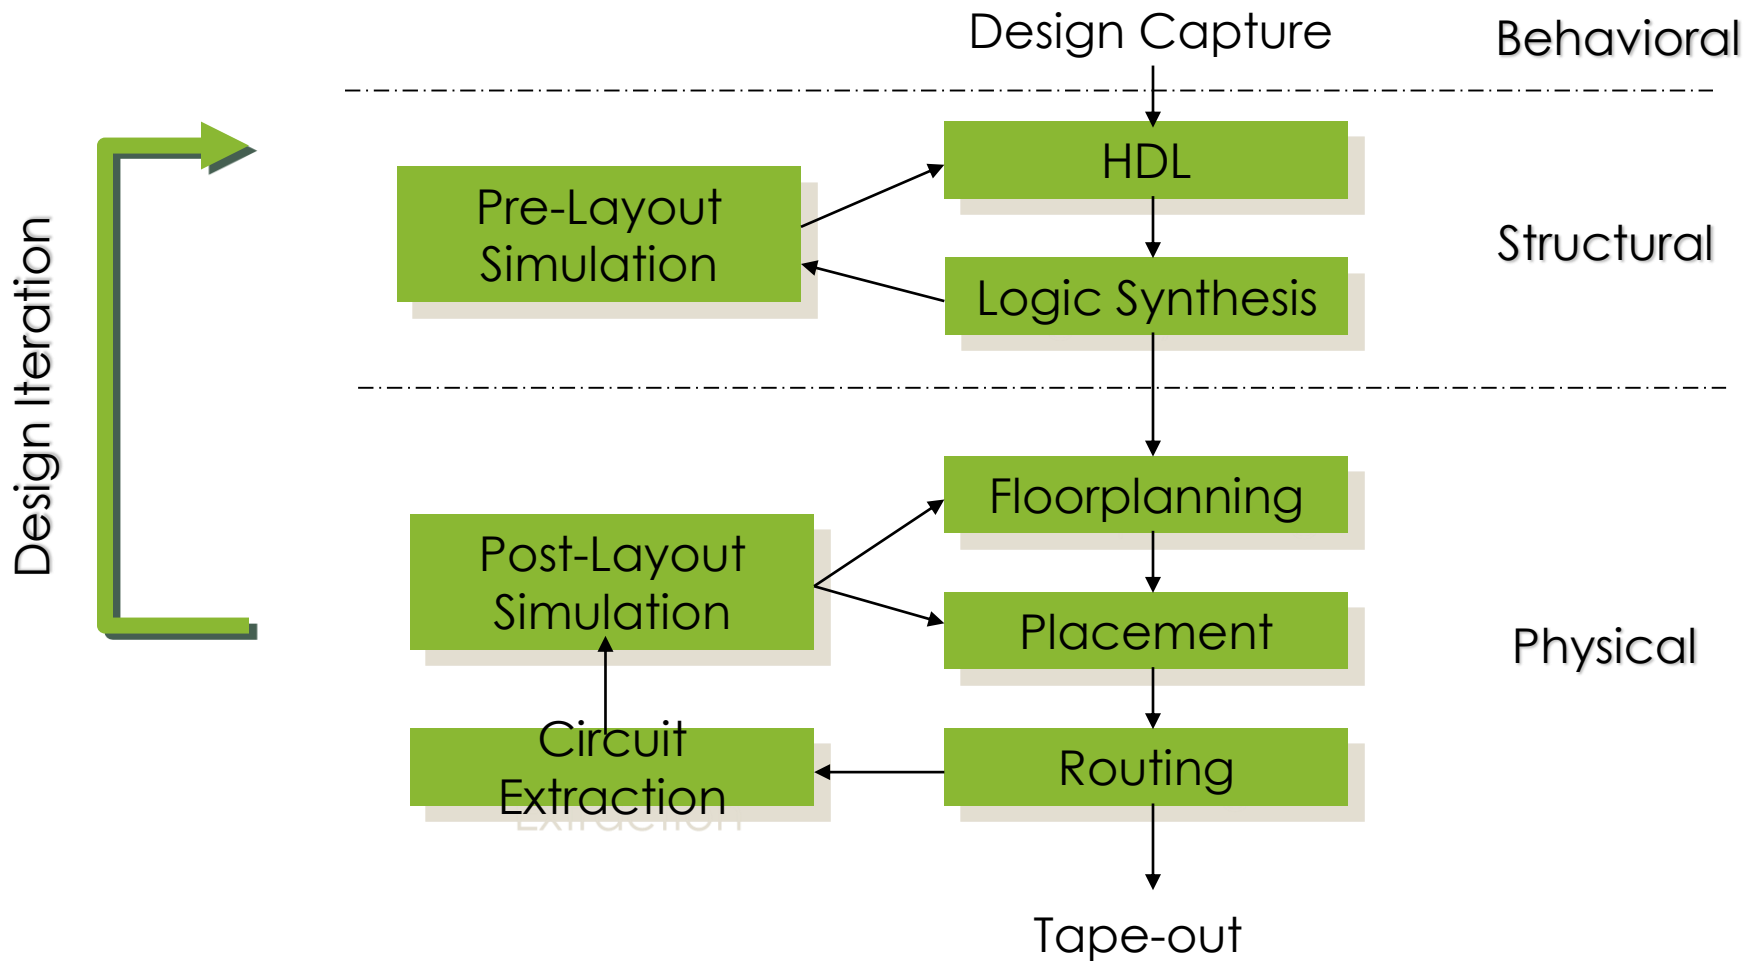 Design Capture
Behavioral
HDL
Pre-Layout
Simulation
Structural
Logic Synthesis
Design Iteration
Floorplanning
Post-Layout
Simulation
Placement
Physical
Circuit
Extraction
Routing
Tape-out